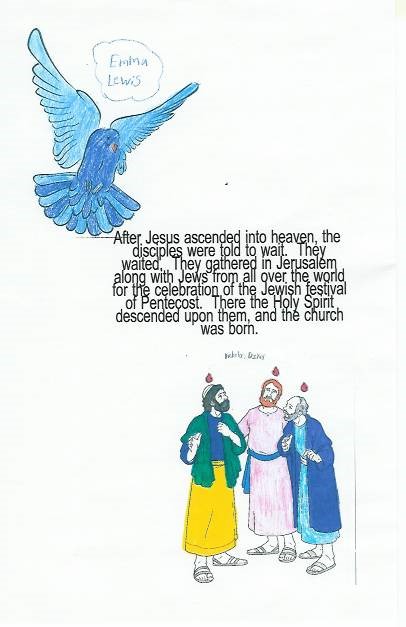 Emma
Lewis
After Jesus ascended into heaven, the
disciples were told to wait. They
waited. They gathered in Jerusalem
along with Jews from all over the world
for the celebration of the Jewish festival
of Pentecost. There the Holy Spirit
descended upon them, and the church
was born.